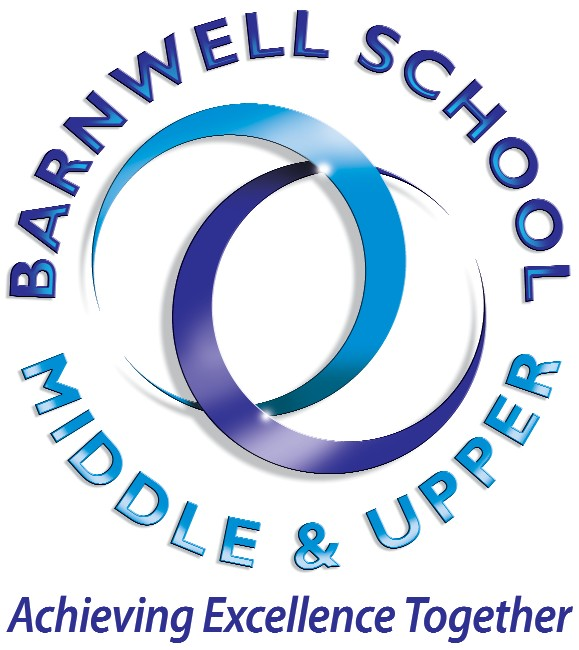 BARNWELL SCHOOL
MIDDLE & UPPER
Achieving Excellence Together